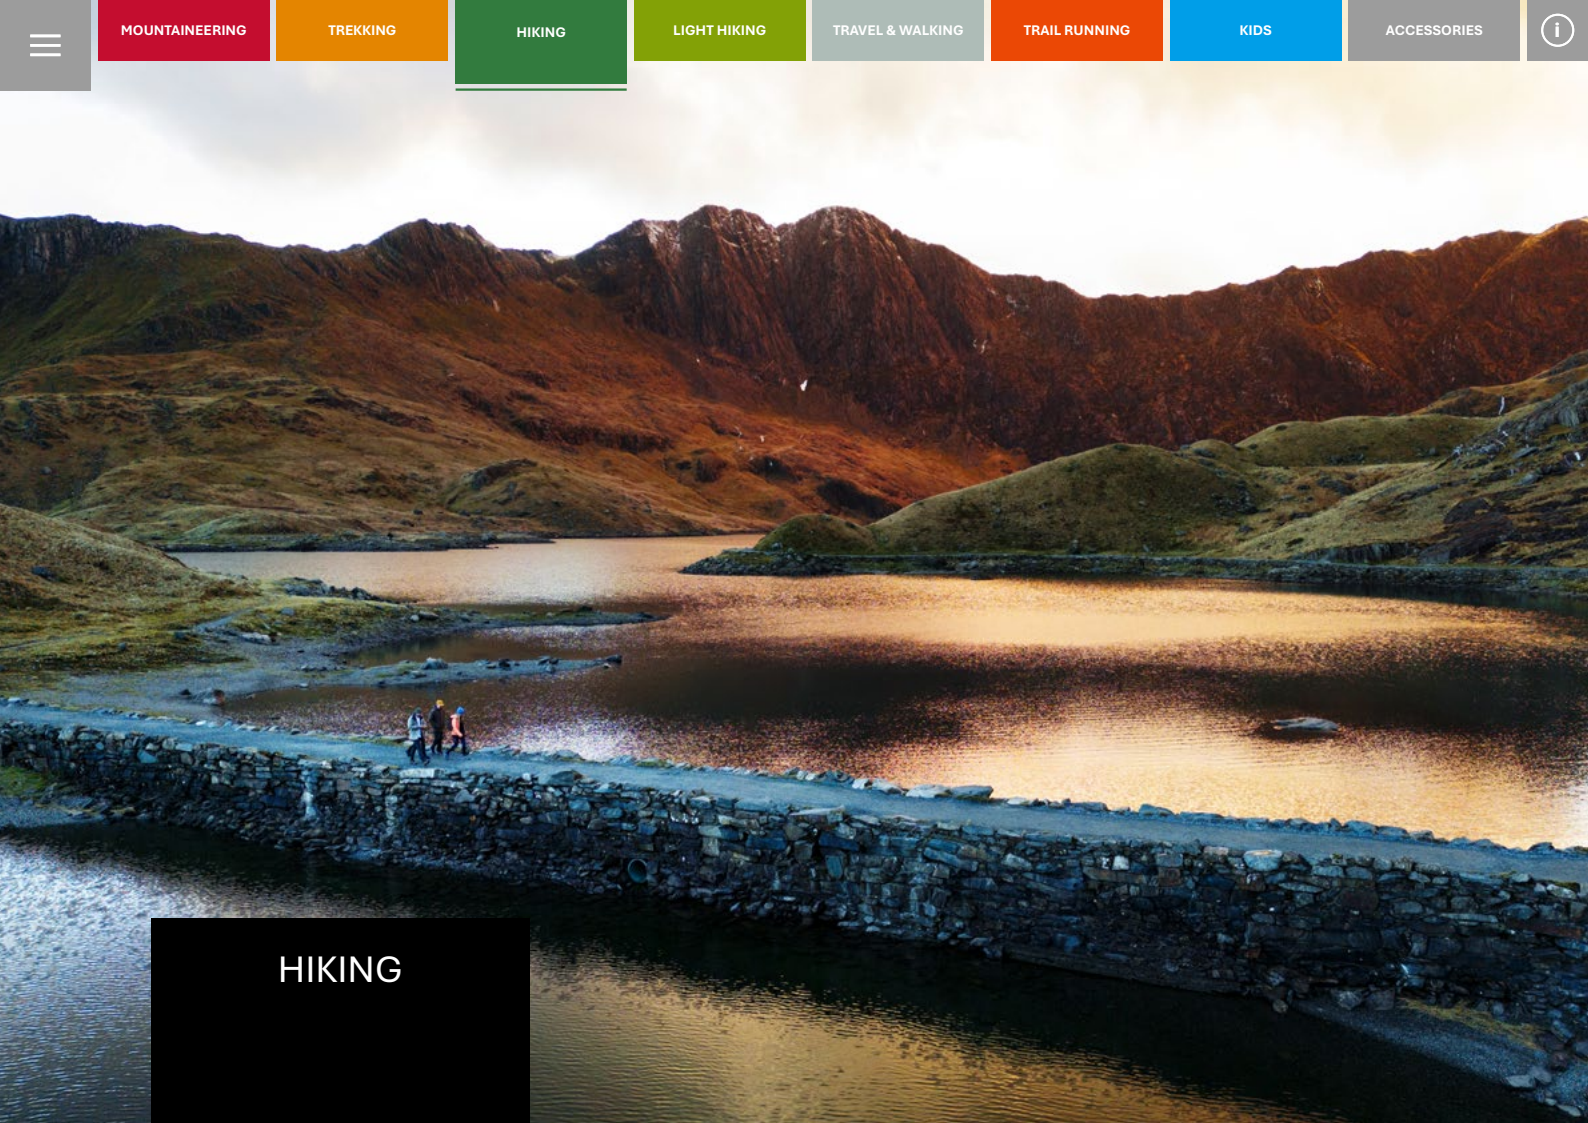 MOUNTAINEERING
TREKKING
HIKING
LIGHT HIKING
TRAVEL & WALKING
TRAIL RUNNING
KIDS
ACCESSORIES
i
HIKING